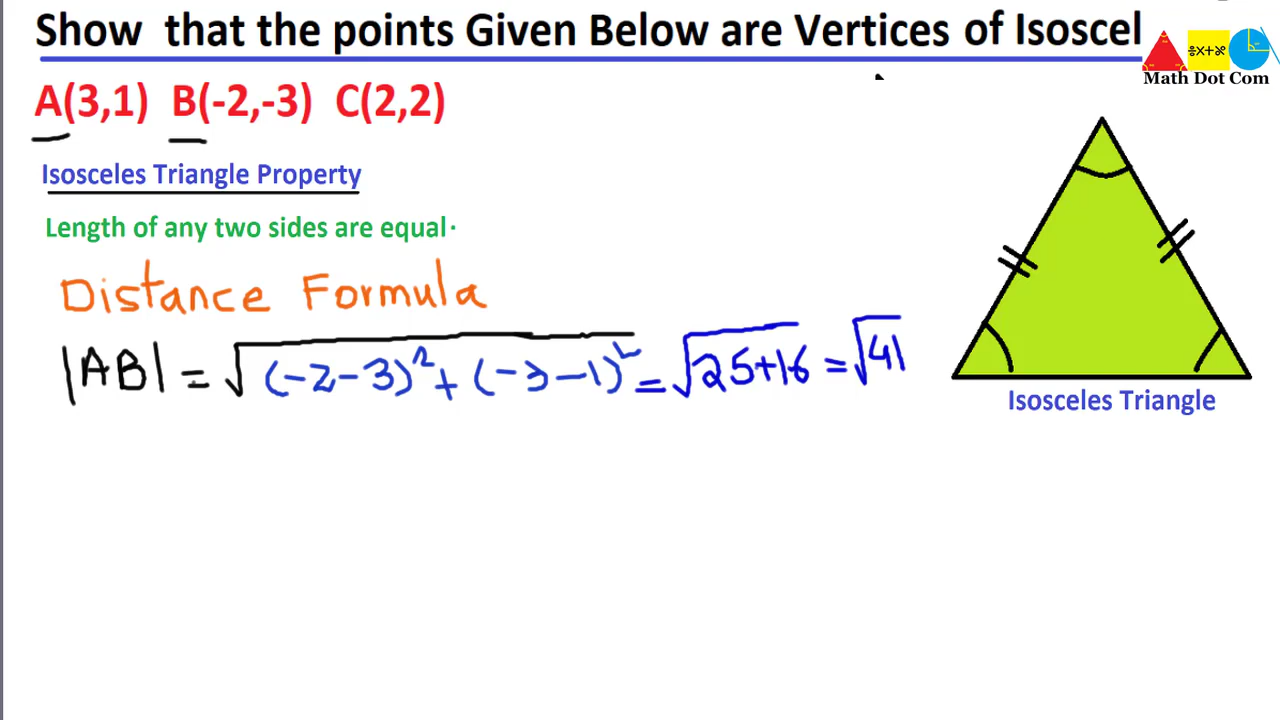 Show that the points Given Below are Vertices of Isoscel
÷x+
Math Dot Com
A(3,1) B(-2,-3) C(2,2)
Isosceles Triangle Property
Length of any two sides are equal.
Distance Formula
|AB| = √(-2-3)²+(-3-1)² = √25+16 = √41
Isosceles Triangle